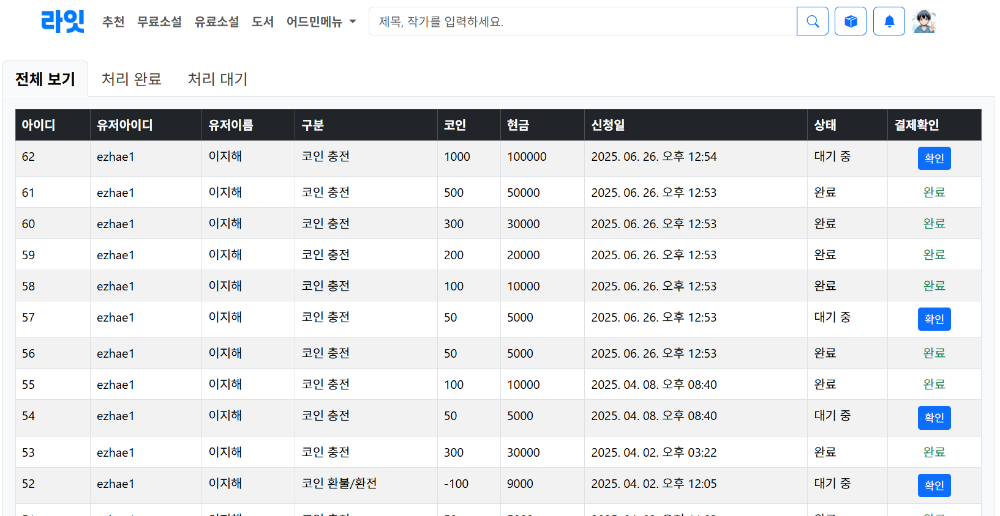 라잇 추천 무료소설 유료소설 도서 어드민메뉴 제목, 작가를 입력하세요.
전체 보기 처리 완료 처리 대기
아이디 유저아이디 유저이름 구분 코인 현금 신청일 상태 결제확인
62 ezhae1 이지해 코인 충전 1000 100000 2025. 06. 26. 오후 12:54 대기 중 확인
61 ezhae1 이지해 코인 충전 500 50000 2025. 06. 26. 오후 12:53 완료 완료
60 ezhae1 이지해 코인 충전 300 30000 2025. 06. 26. 오후 12:53 완료 완료
59 ezhae1 이지해 코인 충전 200 20000 2025. 06. 26. 오후 12:53 완료 완료
58 ezhae1 이지해 코인 충전 100 10000 2025. 06. 26. 오후 12:53 완료 완료
57 ezhae1 이지해 코인 충전 50 5000 2025. 06. 26. 오후 12:53 대기 중 확인
56 ezhae1 이지해 코인 충전 50 5000 2025. 06. 26. 오후 12:53 완료 완료
55 ezhae1 이지해 코인 충전 100 10000 2025. 04. 08. 오후 08:40 완료 완료
54 ezhae1 이지해 코인 충전 50 5000 2025. 04. 08. 오후 08:40 대기 중 확인
53 ezhae1 이지해 코인 충전 300 30000 2025. 04. 02. 오후 03:22 완료 완료
52 ezhae1 이지해 코인 환불/환전 -100 9000 2025. 04. 02. 오후 12:05 대기 중 확인